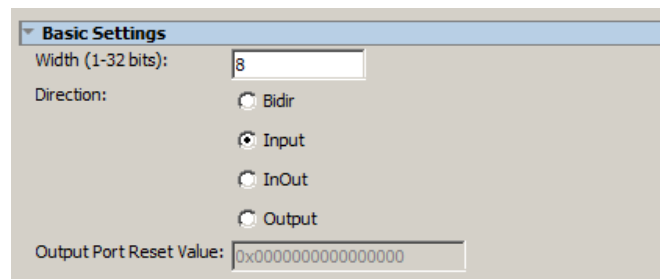 Basic Settings
Width (1-32 bits): 8
Direction: Bidir
Input
InOut
Output
Output Port Reset Value: 0x0000000000000000